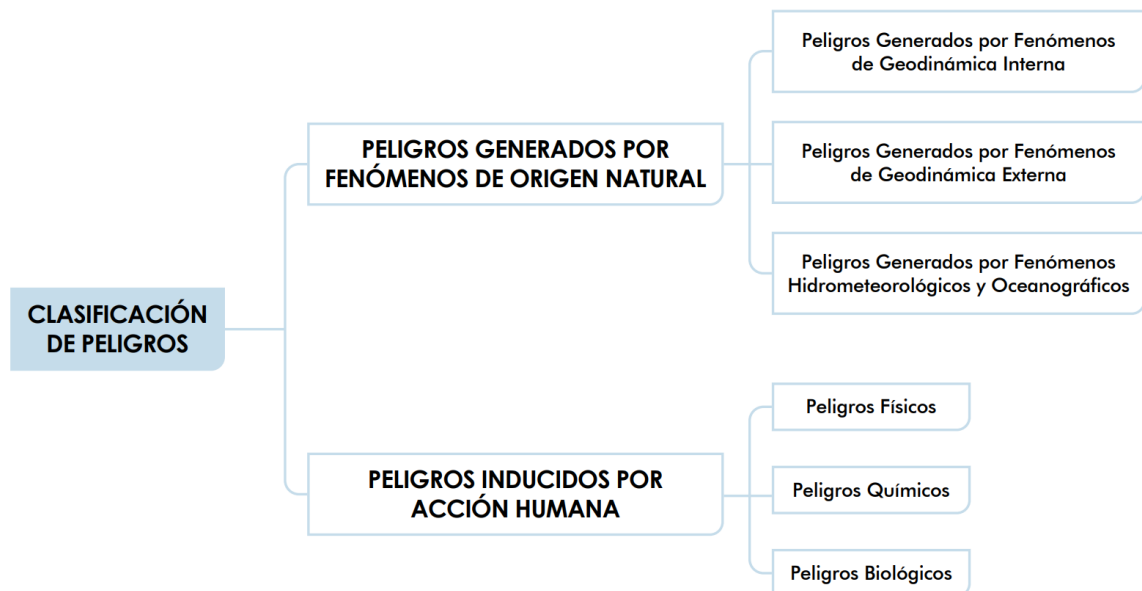 CLASIFICACIÓN
DE PELIGROS
PELIGROS GENERADOS POR
FENÓMENOS DE ORIGEN NATURAL
Peligros Generados por Fenómenos
de Geodinámica Interna
Peligros Generados por Fenómenos
de Geodinámica Externa
Peligros Generados por Fenómenos
Hidrometeorológicos y Oceanográficos
PELIGROS INDUCIDOS POR
ACCIÓN HUMANA
Peligros Físicos
Peligros Químicos
Peligros Biológicos